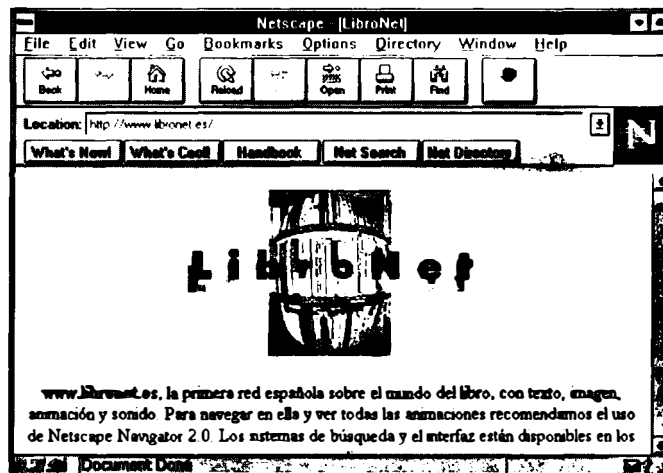 Netscape - [LibroNet]
File Edit View Go Bookmarks Options Directory Window Help
Back Home Reload Open Print Find
Location: http://www.libronet.es/
N
What's New! What's Cool! Handbook Net Search Net Directory
LibroNet
www.libronet.es, la primera red española sobre el mundo del libro, con texto, imagen,
animación y sonido. Para navegar en ella y ver todas las animaciones recomendamos el uso
de Netscape Navigator 2.0. Los sistemas de búsqueda y el interfaz están disponibles en los
Document Done